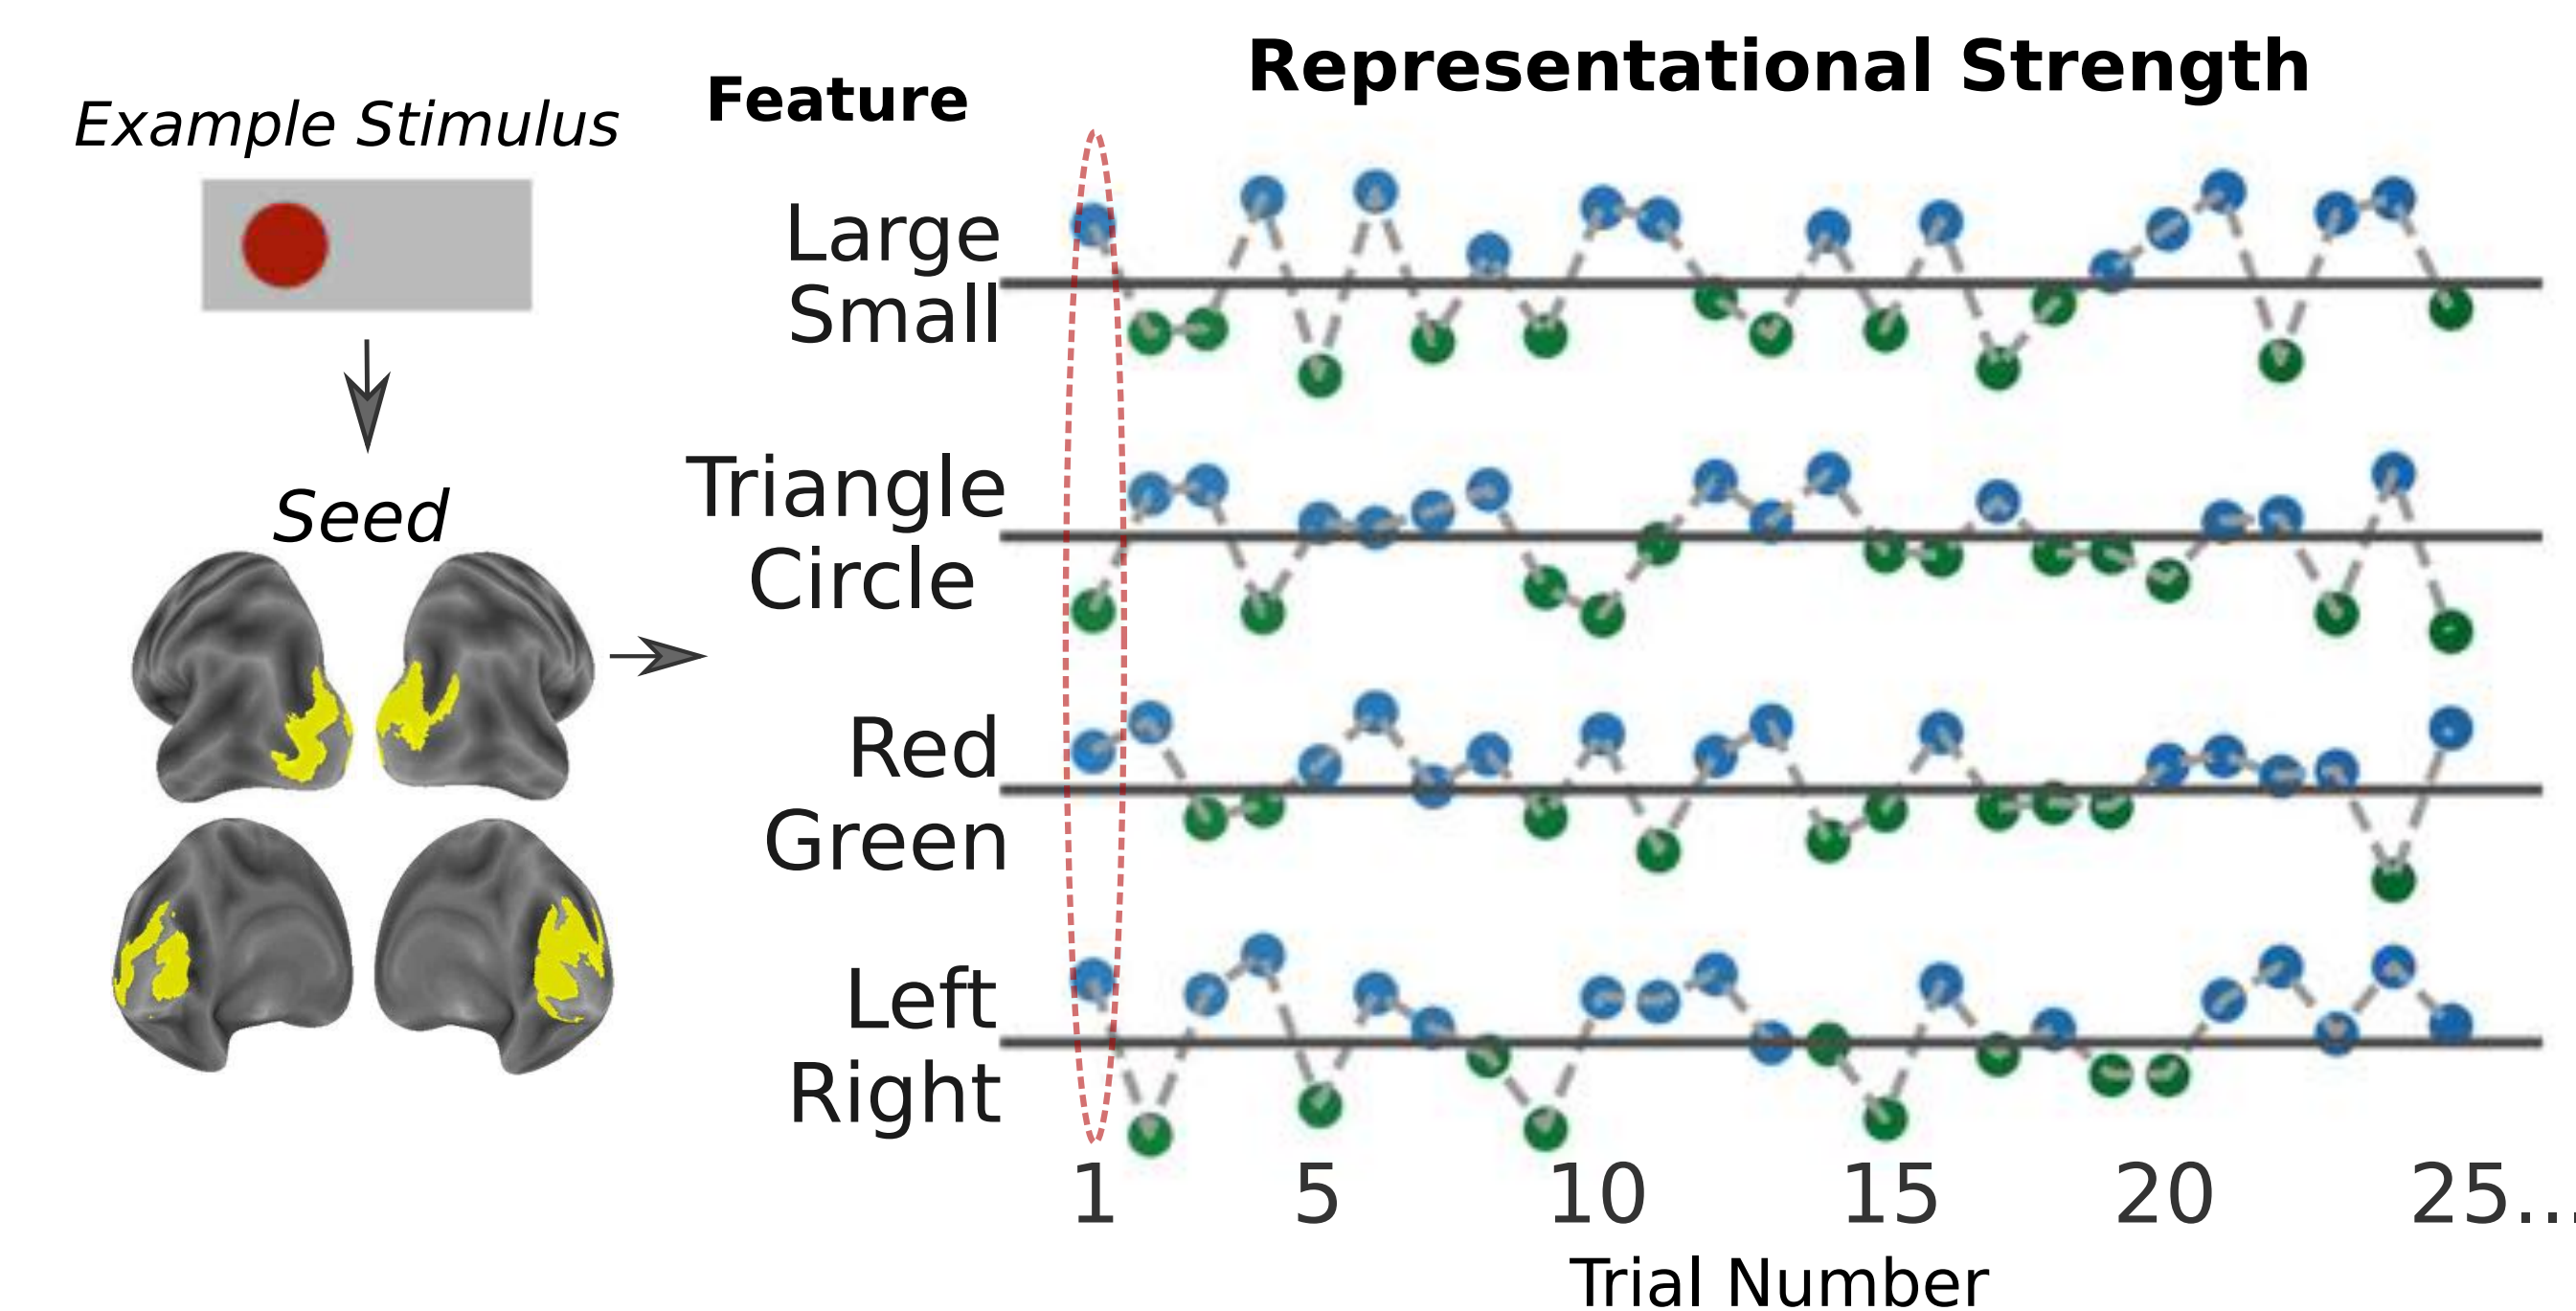 Example Stimulus
Seed
Feature
Representational Strength
Large
Small
Triangle
Circle
Red
Green
Left
Right
1 5 10 15 20 25...
Trial Number